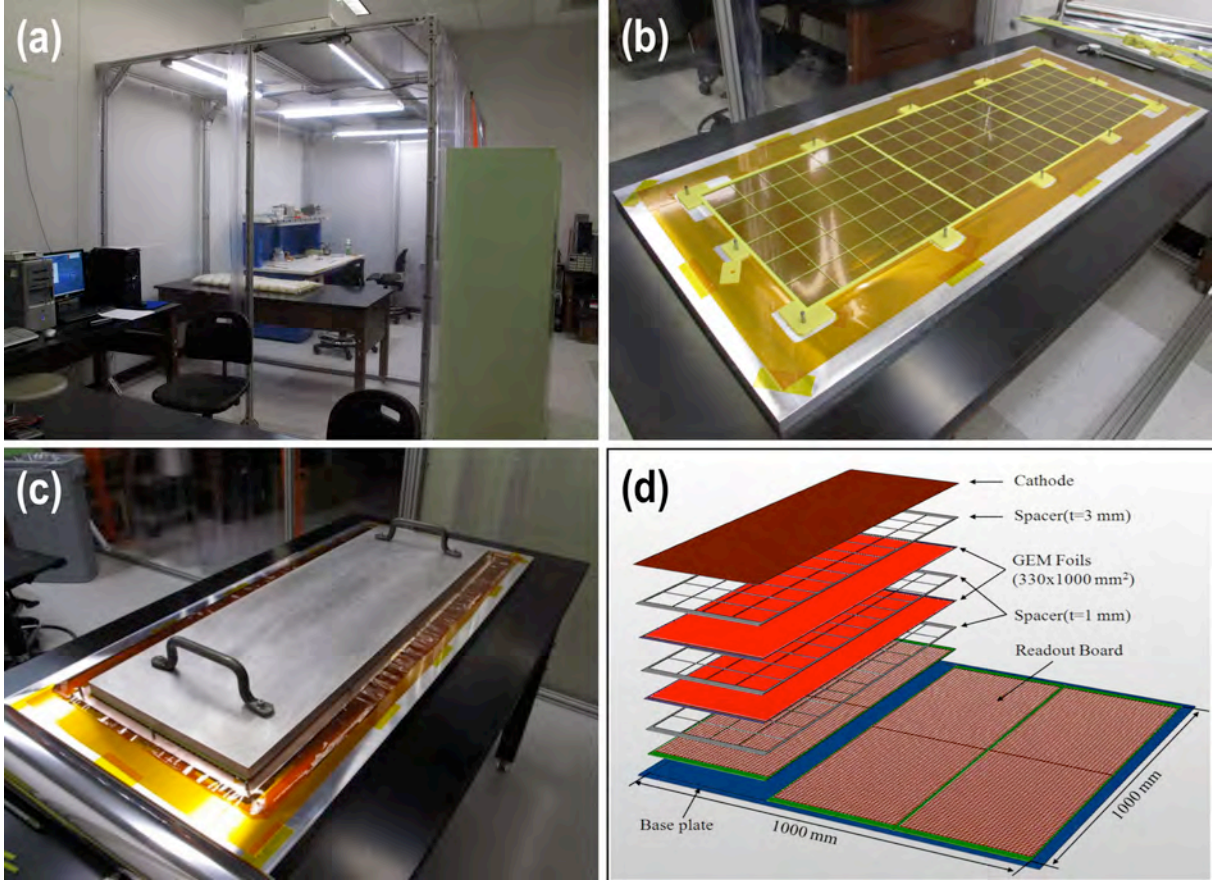 (a)
(b)
(c)
(d)
Cathode
Spacer(t=3 mm)
GEM Foils
(330x1000 mm²)
Spacer(t=1 mm)
Readout Board
Base plate
1000 mm
1000 mm